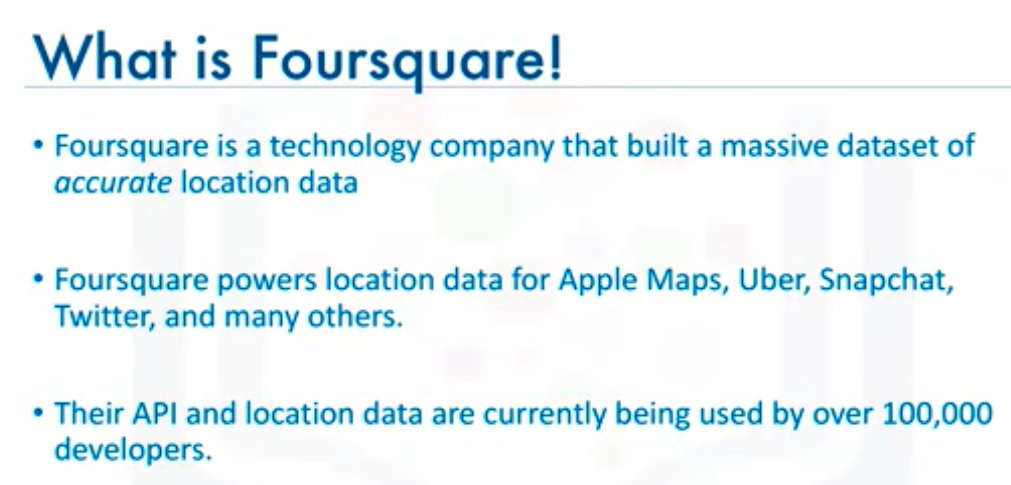 What is Foursquare!
• Foursquare is a technology company that built a massive dataset of
accurate location data
• Foursquare powers location data for Apple Maps, Uber, Snapchat,
Twitter, and many others.
• Their API and location data are currently being used by over 100,000
developers.